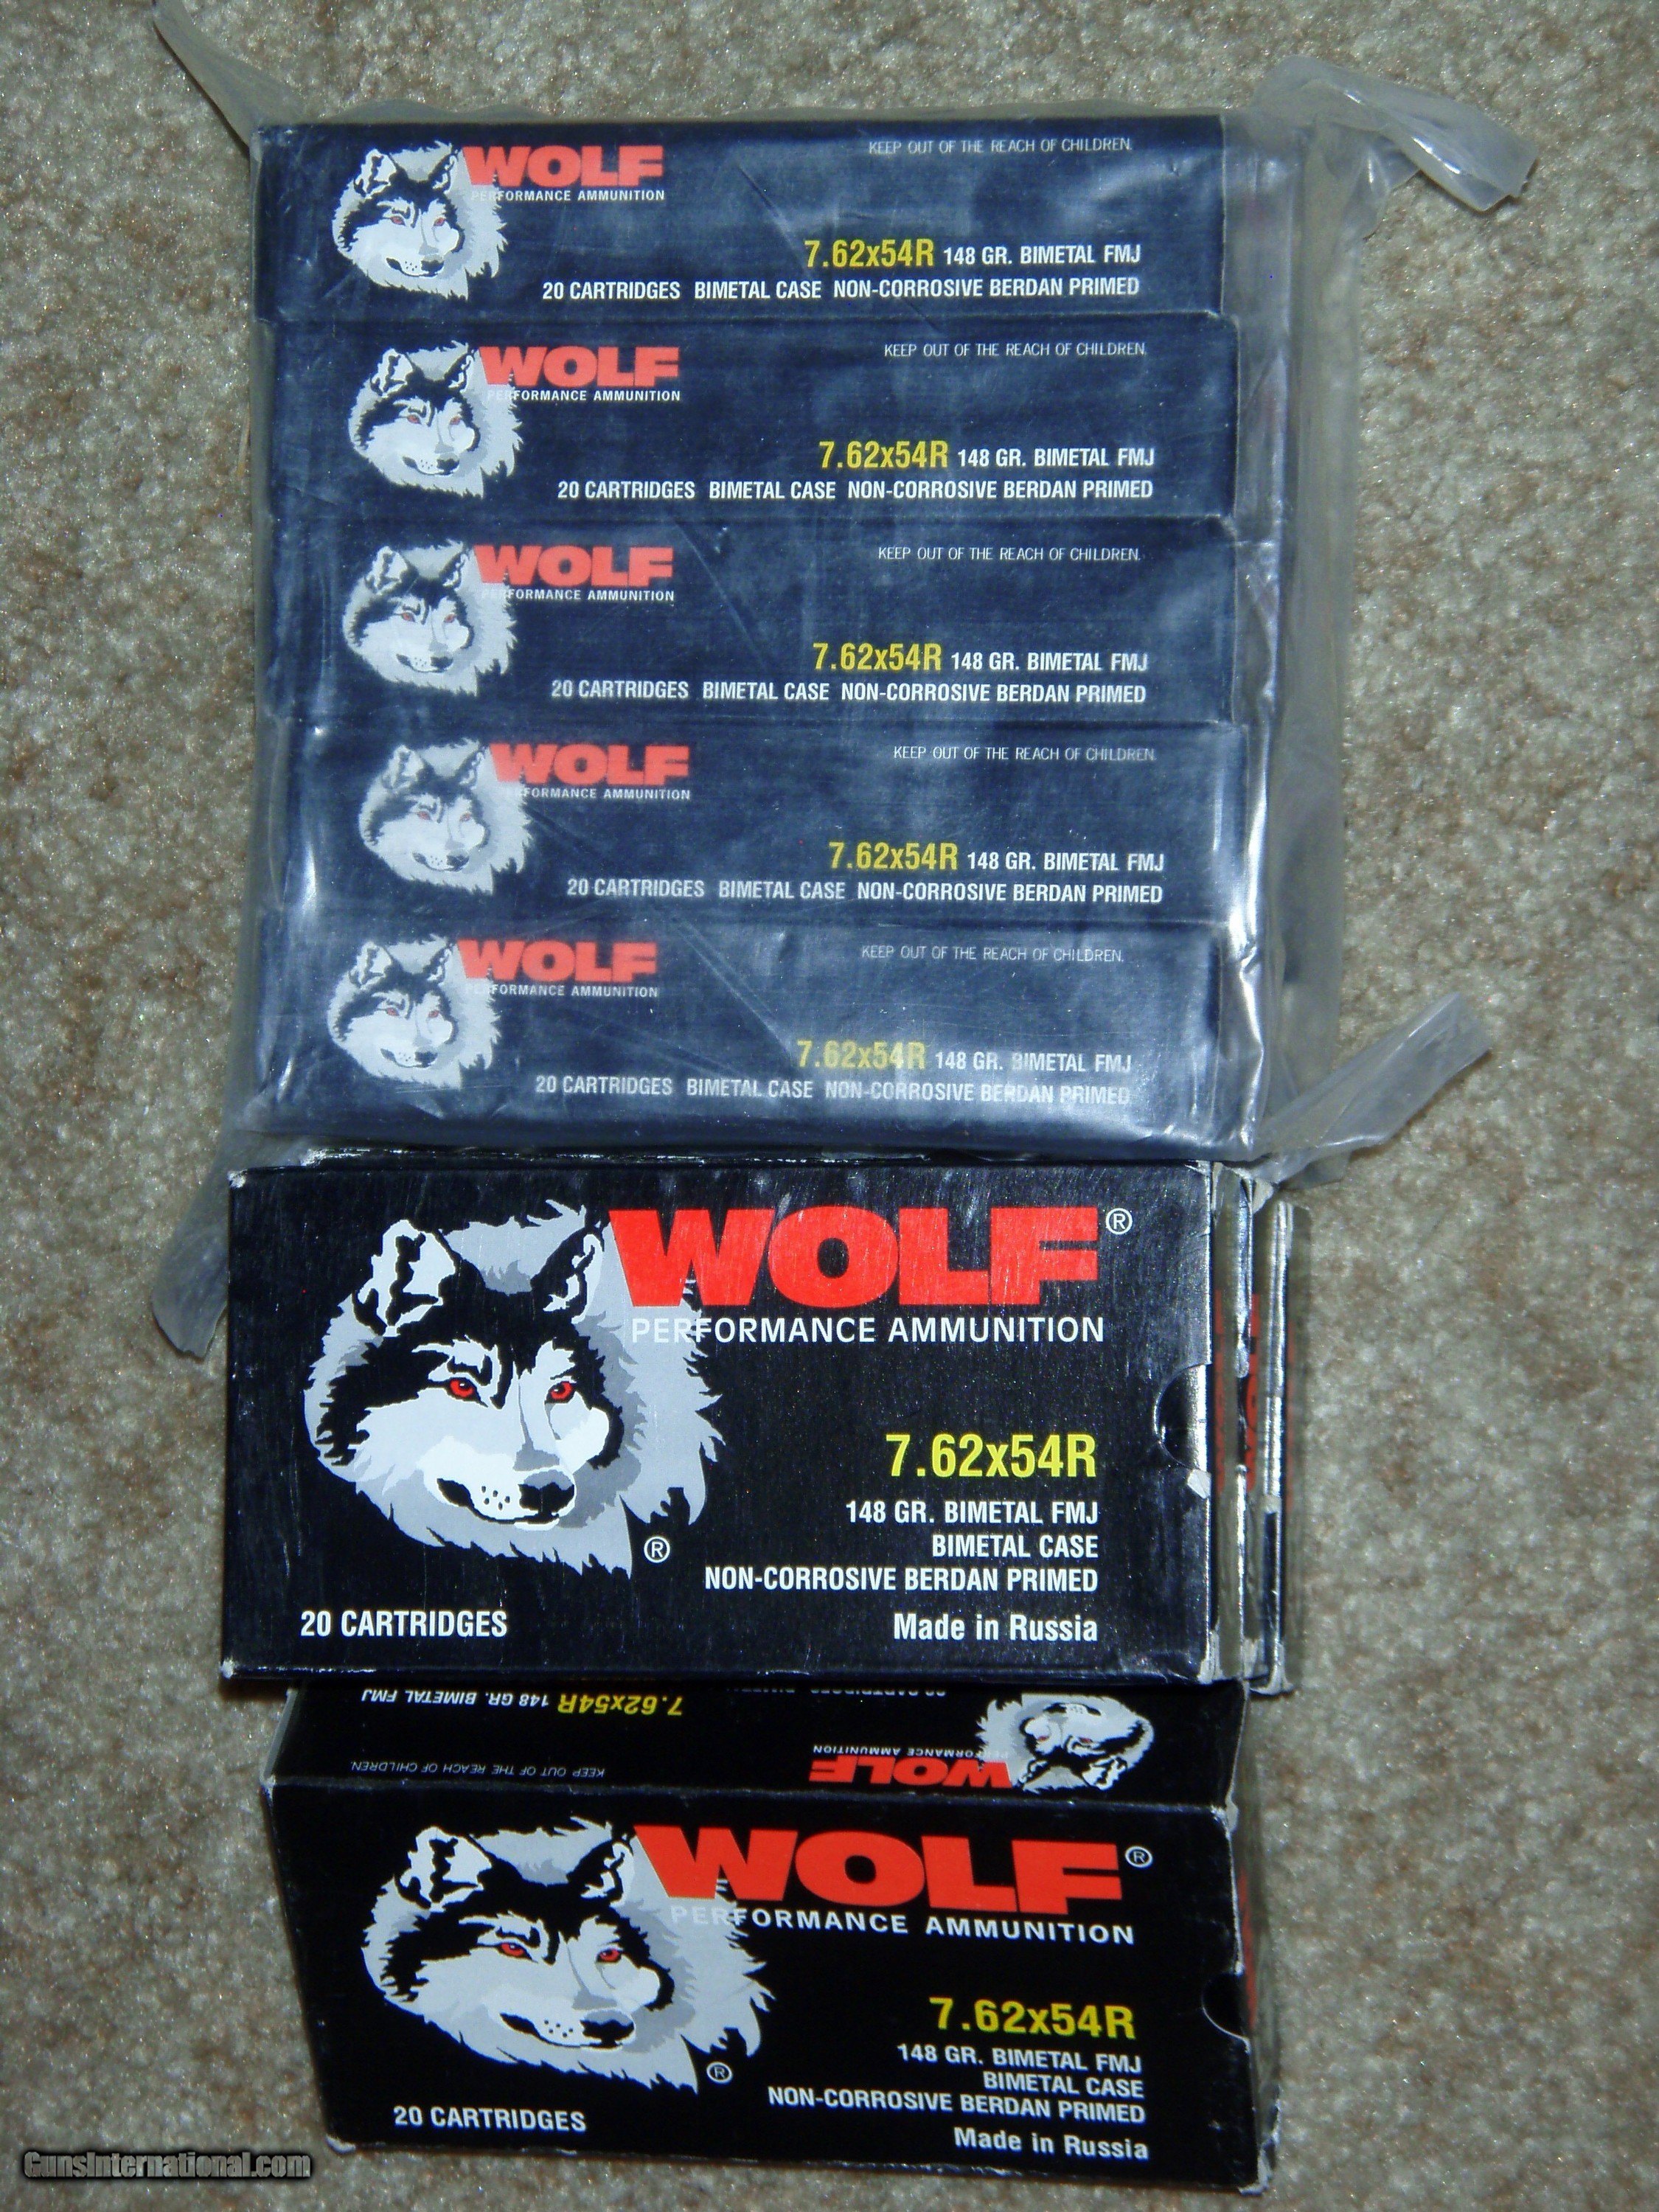 WOLF
PERFORMANCE AMMUNITION
KEEP OUT OF THE REACH OF CHILDREN.
7.62x54R 148 GR. BIMETAL FMJ
20 CARTRIDGES BIMETAL CASE NON-CORROSIVE BERDAN PRIMED
WOLF
PERFORMANCE AMMUNITION
KEEP OUT OF THE REACH OF CHILDREN.
7.62x54R 148 GR. BIMETAL FMJ
20 CARTRIDGES BIMETAL CASE NON-CORROSIVE BERDAN PRIMED
WOLF
PERFORMANCE AMMUNITION
KEEP OUT OF THE REACH OF CHILDREN.
7.62x54R 148 GR. BIMETAL FMJ
20 CARTRIDGES BIMETAL CASE NON-CORROSIVE BERDAN PRIMED
WOLF
PERFORMANCE AMMUNITION
KEEP OUT OF THE REACH OF CHILDREN.
7.62x54R 148 GR. BIMETAL FMJ
20 CARTRIDGES BIMETAL CASE NON-CORROSIVE BERDAN PRIMED
WOLF
PERFORMANCE AMMUNITION
KEEP OUT OF THE REACH OF CHILDREN.
7.62x54R 148 GR. BIMETAL FMJ
20 CARTRIDGES BIMETAL CASE NON-CORROSIVE BERDAN PRIMED
WOLF®
PERFORMANCE AMMUNITION
7.62x54R
148 GR. BIMETAL FMJ
BIMETAL CASE
®
NON-CORROSIVE BERDAN PRIMED
20 CARTRIDGES
Made in Russia
WOLF
PERFORMANCE AMMUNITION
KEEP OUT OF THE REACH OF CHILDREN.
7.62x54R 148 GR. BIMETAL FMJ
WOLF®
PERFORMANCE AMMUNITION
7.62x54R
148 GR. BIMETAL FMJ
BIMETAL CASE
®
NON-CORROSIVE BERDAN PRIMED
20 CARTRIDGES
Made in Russia
GunsInternational.com